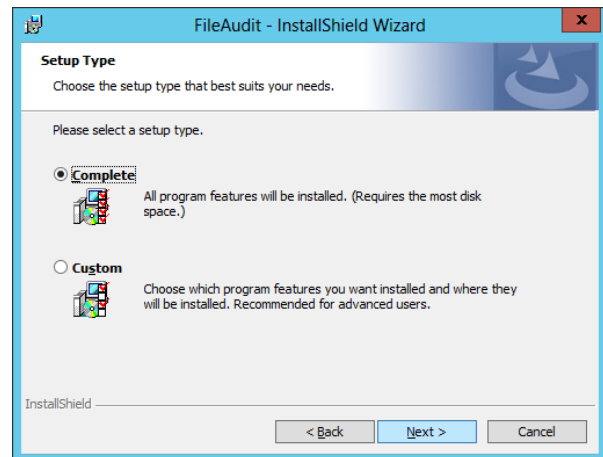 FileAudit - InstallShield Wizard
x
Setup Type
Choose the setup type that best suits your needs.
Please select a setup type.
Complete
All program features will be installed. (Requires the most disk
space.)
Custom
Choose which program features you want installed and where they
will be installed. Recommended for advanced users.
InstallShield
< Back
Next >
Cancel